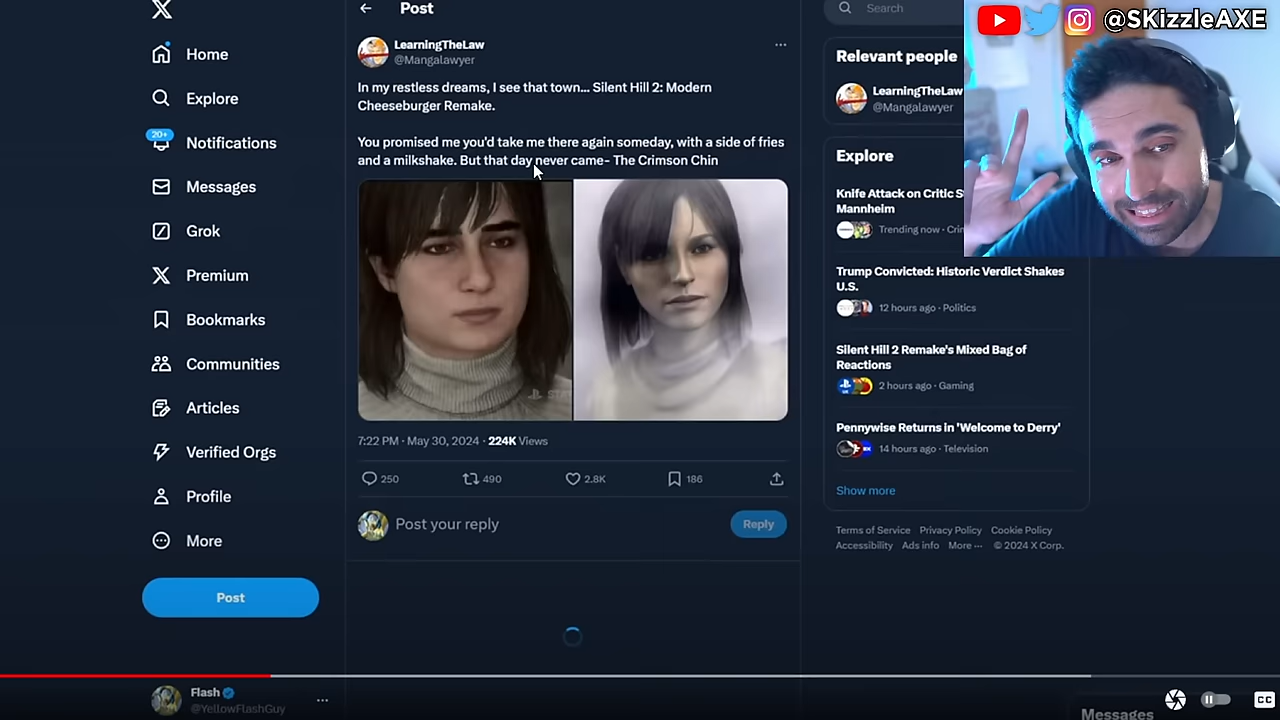 @SKizzleAXE
Post
Search
Home
Explore
20+
Notifications
Messages
Grok
Premium
Bookmarks
Communities
Articles
Verified Orgs
Profile
More
Post
Flash
@YellowFlashGuy
LearningTheLaw
@Mangalawyer
In my restless dreams, I see that town... Silent Hill 2: Modern
Cheeseburger Remake.
You promised me you'd take me there again someday, with a side of fries
and a milkshake. But that day never came- The Crimson Chin
7:22 PM · May 30, 2024 · 224K Views
250
490
2.8K
186
Post your reply
Reply
Relevant people
LearningTheLaw
@Mangalawyer
Explore
Knife Attack on Critic
Mannheim
Trending now
Trump Convicted: Historic Verdict Shakes
U.S.
12 hours ago · Politics
Silent Hill 2 Remake's Mixed Bag of
Reactions
2 hours ago · Gaming
Pennywise Returns in 'Welcome to Derry'
14 hours ago · Television
Show more
Terms of Service Privacy Policy Cookie Policy
Accessibility Ads info More ··· © 2024 X Corp.
Messages
CC